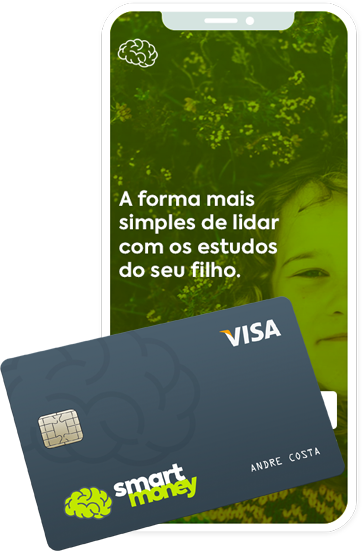 A forma mais
simples de lidar
com os estudos
do seu filho.
VISA
ANDRE COSTA
smart
money